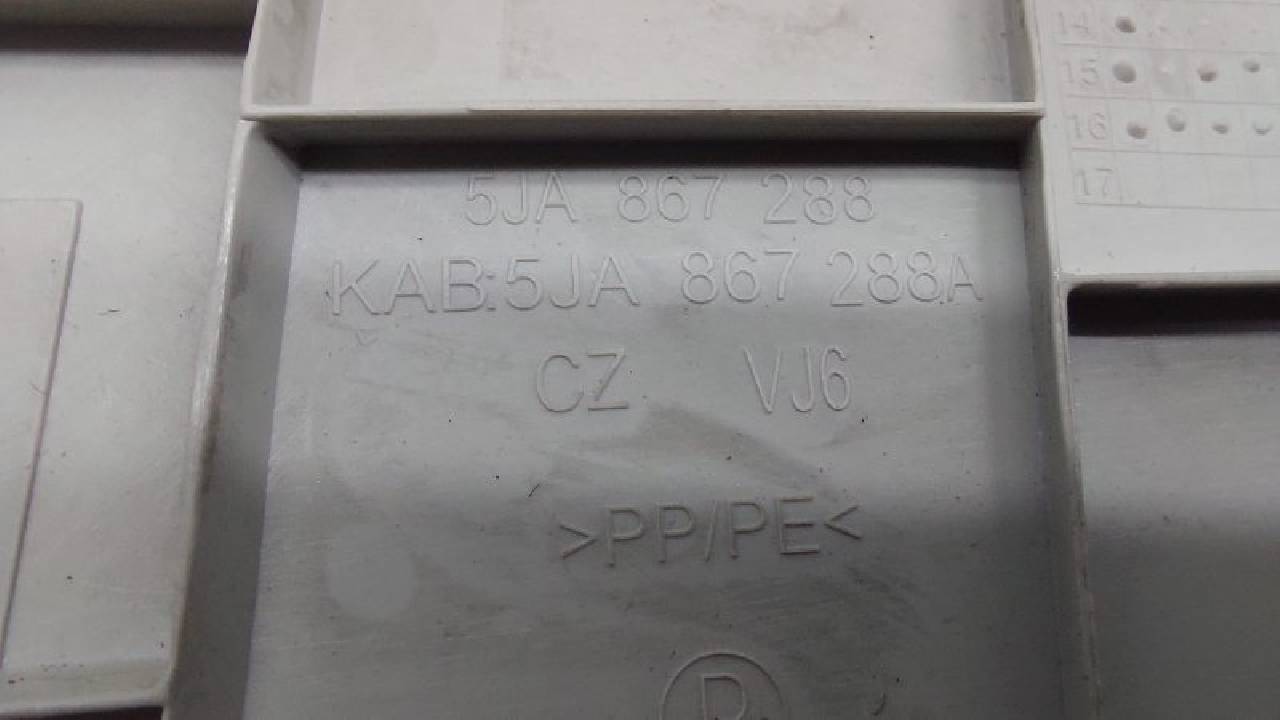 5JA 867 288
KAB:5JA 867 288A
CZ VJ6
>PP/PE<
14
15
16
17